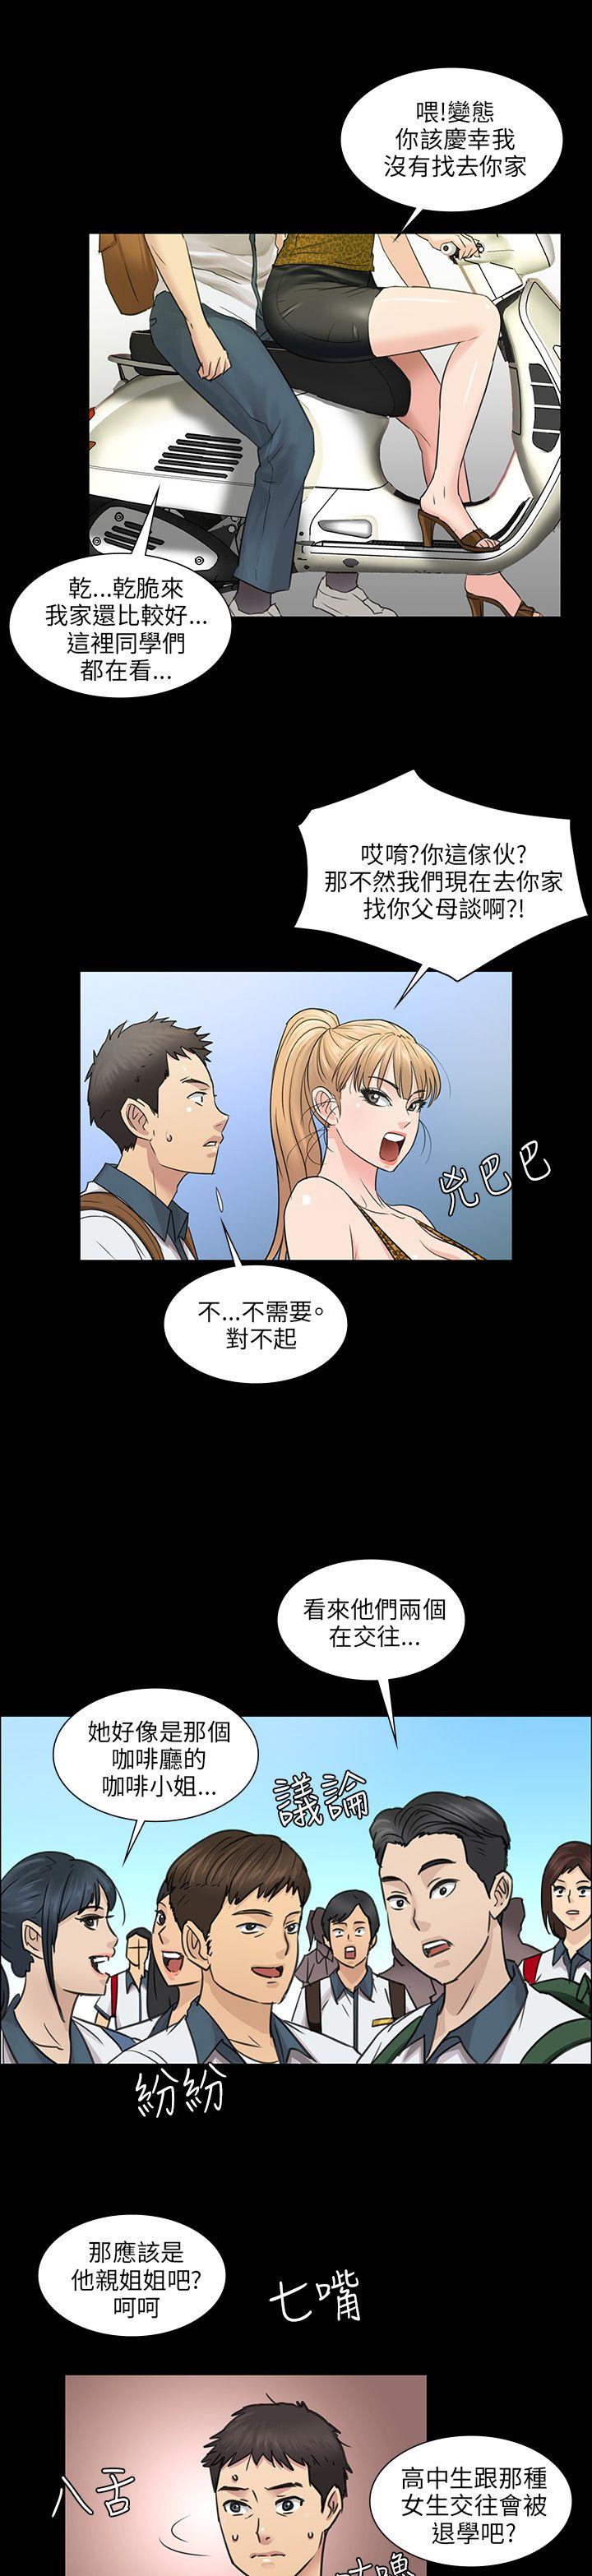 喂!變態
你該慶幸我
沒有找去你家
乾...乾脆來
我家還比較好...
這裡同學們
都在看...
哎唷?你這傢伙?
那不然我們現在去你家
找你父母談啊?!
兇巴巴
不...不需要。
對不起
看來他們兩個
在交往...
她好像是那個
咖啡廳的
咖啡小姐...
議論
紛紛
那應該是
他親姐姐吧?
呵呵
七嘴
八舌
高中生跟那種
女生交往會被
退學吧?